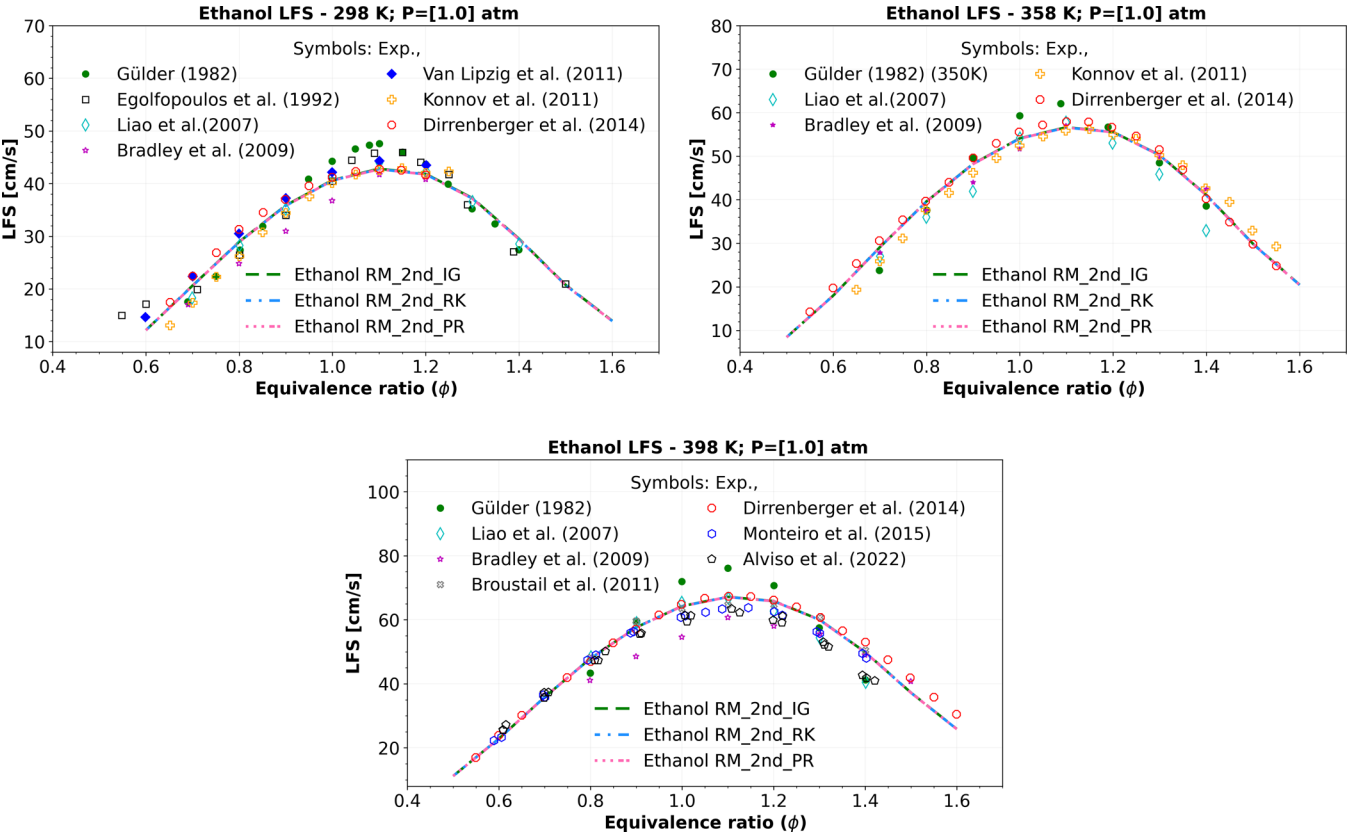 Ethanol LFS - 298 K; P=[1.0] atm
LFS [cm/s]
70
60
50
40
30
20
10
Symbols: Exp.,
Gülder (1982)
Egolfopoulos et al. (1992)
Liao et al.(2007)
Bradley et al. (2009)
Van Lipzig et al. (2011)
Konnov et al. (2011)
Dirrenberger et al. (2014)
Ethanol RM_2nd_IG
Ethanol RM_2nd_RK
Ethanol RM_2nd_PR
0.4 0.6 0.8 1.0 1.2 1.4 1.6
Equivalence ratio (ϕ)
Ethanol LFS - 358 K; P=[1.0] atm
LFS [cm/s]
80
70
60
50
40
30
20
10
Symbols: Exp.,
Gülder (1982) (350K)
Liao et al.(2007)
Bradley et al. (2009)
Konnov et al. (2011)
Dirrenberger et al. (2014)
Ethanol RM_2nd_IG
Ethanol RM_2nd_RK
Ethanol RM_2nd_PR
0.4 0.6 0.8 1.0 1.2 1.4 1.6
Equivalence ratio (ϕ)
Ethanol LFS - 398 K; P=[1.0] atm
LFS [cm/s]
100
80
60
40
20
Symbols: Exp.,
Gülder (1982)
Liao et al. (2007)
Bradley et al. (2009)
Broustail et al. (2011)
Dirrenberger et al. (2014)
Monteiro et al. (2015)
Alviso et al. (2022)
Ethanol RM_2nd_IG
Ethanol RM_2nd_RK
Ethanol RM_2nd_PR
0.4 0.6 0.8 1.0 1.2 1.4 1.6
Equivalence ratio (ϕ)